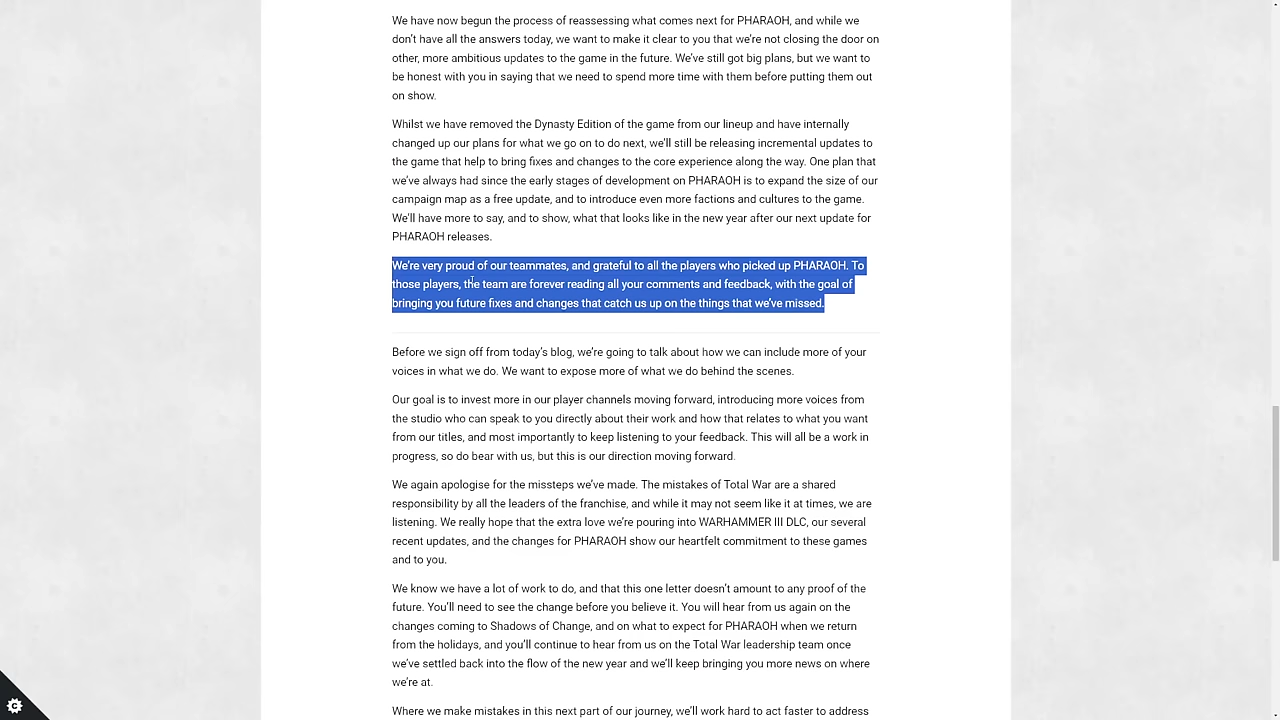 We have now begun the process of reassessing what comes next for PHARAOH, and while we
don’t have all the answers today, we want to make it clear to you that we’re not closing the door on
other, more ambitious updates to the game in the future. We’ve still got big plans, but we want to
be honest with you in saying that we need to spend more time with them before putting them out
on show.
Whilst we have removed the Dynasty Edition of the game from our lineup and have internally
changed up our plans for what we go on to do next, we’ll still be releasing incremental updates to
the game that help to bring fixes and changes to the core experience along the way. One plan that
we’ve always had since the early stages of development on PHARAOH is to expand the size of our
campaign map as a free update, and to introduce even more factions and cultures to the game.
We’ll have more to say, and to show, what that looks like in the new year after our next update for
PHARAOH releases.
We’re very proud of our teammates, and grateful to all the players who picked up PHARAOH. To
those players, the team are forever reading all your comments and feedback, with the goal of
bringing you future fixes and changes that catch us up on the things that we’ve missed.
Before we sign off from today’s blog, we’re going to talk about how we can include more of your
voices in what we do. We want to expose more of what we do behind the scenes.
Our goal is to invest more in our player channels moving forward, introducing more voices from
the studio who can speak to you directly about their work and how that relates to what you want
from our titles, and most importantly to keep listening to your feedback. This will all be a work in
progress, so do bear with us, but this is our direction moving forward.
We again apologise for the missteps we’ve made. The mistakes of Total War are a shared
responsibility by all the leaders of the franchise, and while it may not seem like it at times, we are
listening. We really hope that the extra love we’re pouring into WARHAMMER III DLC, our several
recent updates, and the changes for PHARAOH show our heartfelt commitment to these games
and to you.
We know we have a lot of work to do, and that this one letter doesn’t amount to any proof of the
future. You’ll need to see the change before you believe it. You will hear from us again on the
changes coming to Shadows of Change, and on what to expect for PHARAOH when we return
from the holidays, and you’ll continue to hear from us on the Total War leadership team once
we’ve settled back into the flow of the new year and we’ll keep bringing you more news on where
we’re at.
Where we make mistakes in this next part of our journey, we’ll work hard to act faster to address